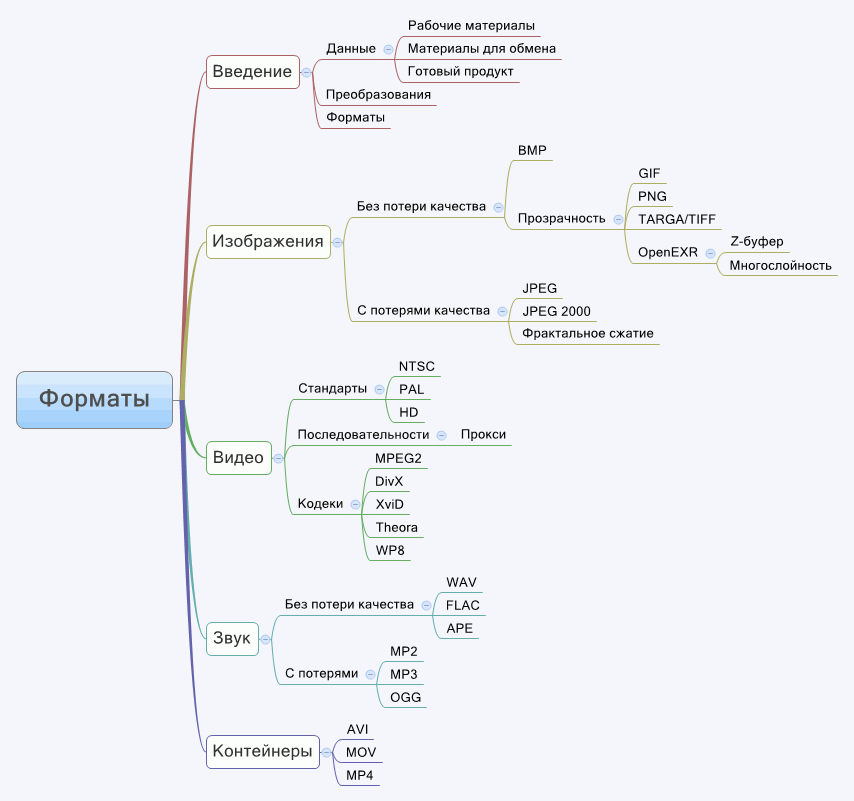 Форматы
Введение
Данные
Рабочие материалы
Материалы для обмена
Готовый продукт
Преобразования
Форматы
Изображения
Без потери качества
BMP
Прозрачность
GIF
PNG
TARGA/TIFF
OpenEXR
Z-буфер
Многослойность
С потерями качества
JPEG
JPEG 2000
Фрактальное сжатие
Видео
Стандарты
NTSC
PAL
HD
Последовательности
Прокси
Кодеки
MPEG2
DivX
XviD
Theora
WP8
Звук
Без потери качества
WAV
FLAC
APE
С потерями
MP2
MP3
OGG
Контейнеры
AVI
MOV
MP4